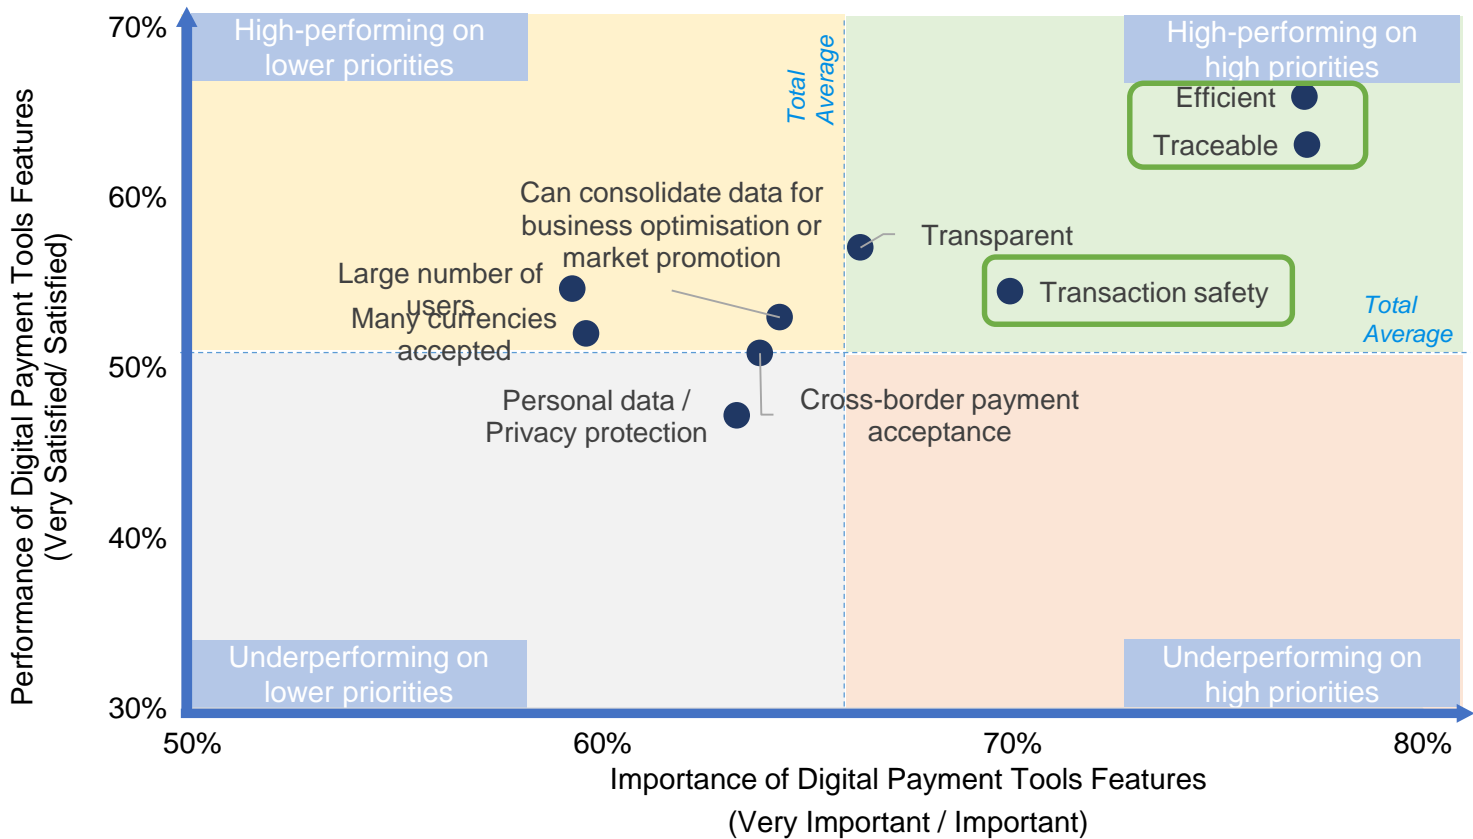 70%
High-performing on
lower priorities
Total
Average
High-performing on
high priorities
Efficient
Traceable
60%
Can consolidate data for
business optimisation or
market promotion
Transparent
Large number of
users
Many currencies
accepted
Transaction safety
Total
Average
50%
Personal data /
Privacy protection
Cross-border payment
acceptance
40%
Underperforming on
lower priorities
Underperforming on
high priorities
30%
Performance of Digital Payment Tools Features
(Very Satisfied/ Satisfied)
50%
60%
70%
80%
Importance of Digital Payment Tools Features
(Very Important / Important)